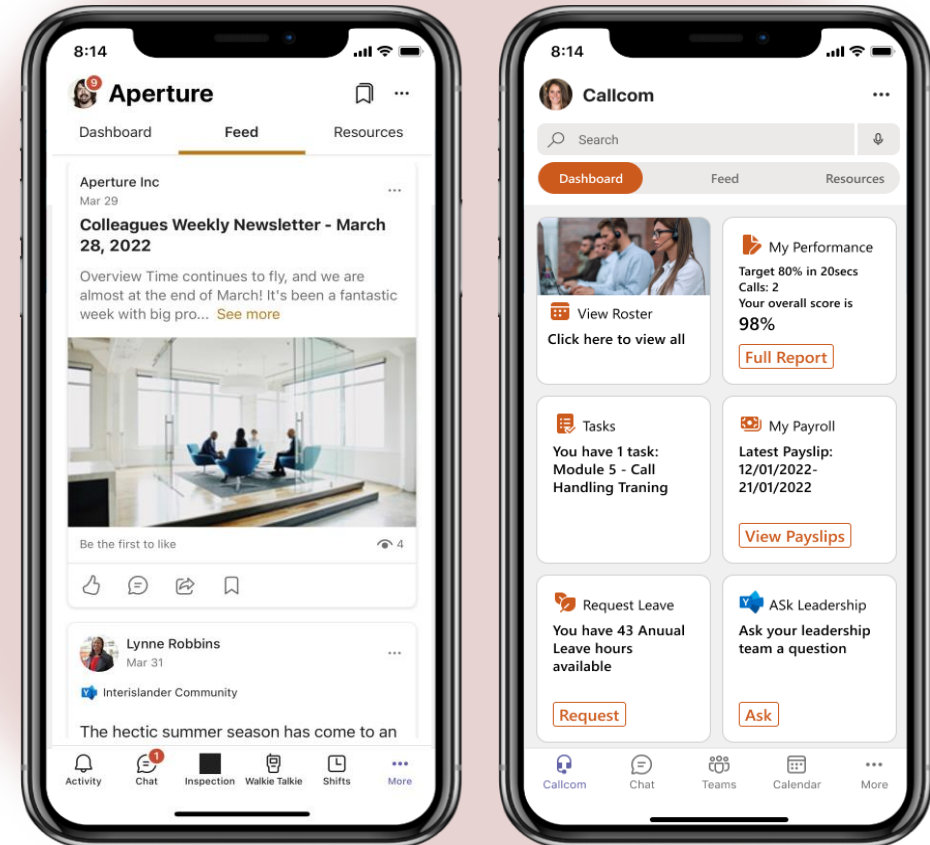 8:14
9
Aperture
Dashboard Feed Resources
Aperture Inc
Mar 29
Colleagues Weekly Newsletter - March
28, 2022
Overview Time continues to fly, and we are
almost at the end of March! It's been a fantastic
week with big pro... See more
Be the first to like
4
Lynne Robbins
Mar 31
Interislander Community
The hectic summer season has come to an
1
Activity Chat Inspection Walkie Talkie Shifts More
8:14
Callcom
Search
Dashboard Feed Resources
View Roster
Click here to view all
My Performance
Target 80% in 20secs
Calls: 2
Your overall score is
98%
Full Report
Tasks
You have 1 task:
Module 5 - Call
Handling Traning
My Payroll
Latest Payslip:
12/01/2022-
21/01/2022
View Payslips
Request Leave
You have 43 Anuual
Leave hours
available
Request
ASk Leadership
Ask your leadership
team a question
Ask
Callcom Chat Teams Calendar More